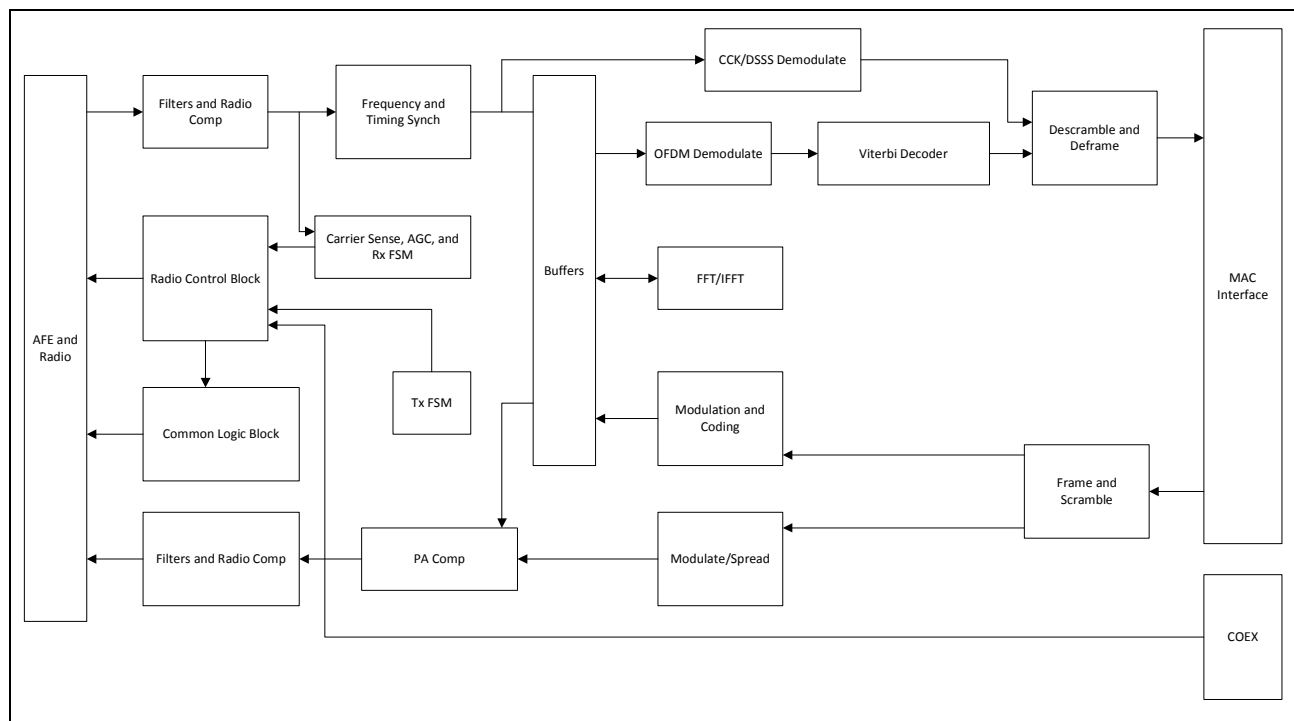 CCK/DSSS Demodulate
Filters and Radio
Comp
Frequency and
Timing Synch
Descramble and
Deframe
OFDM Demodulate
Viterbi Decoder
Carrier Sense, AGC, and
Rx FSM
Radio Control Block
Buffers
FFT/IFFT
MAC
Interface
AFE and
Radio
Tx FSM
Modulation and
Coding
Common Logic Block
Frame and
Scramble
Filters and Radio Comp
PA Comp
Modulate/Spread
COEX